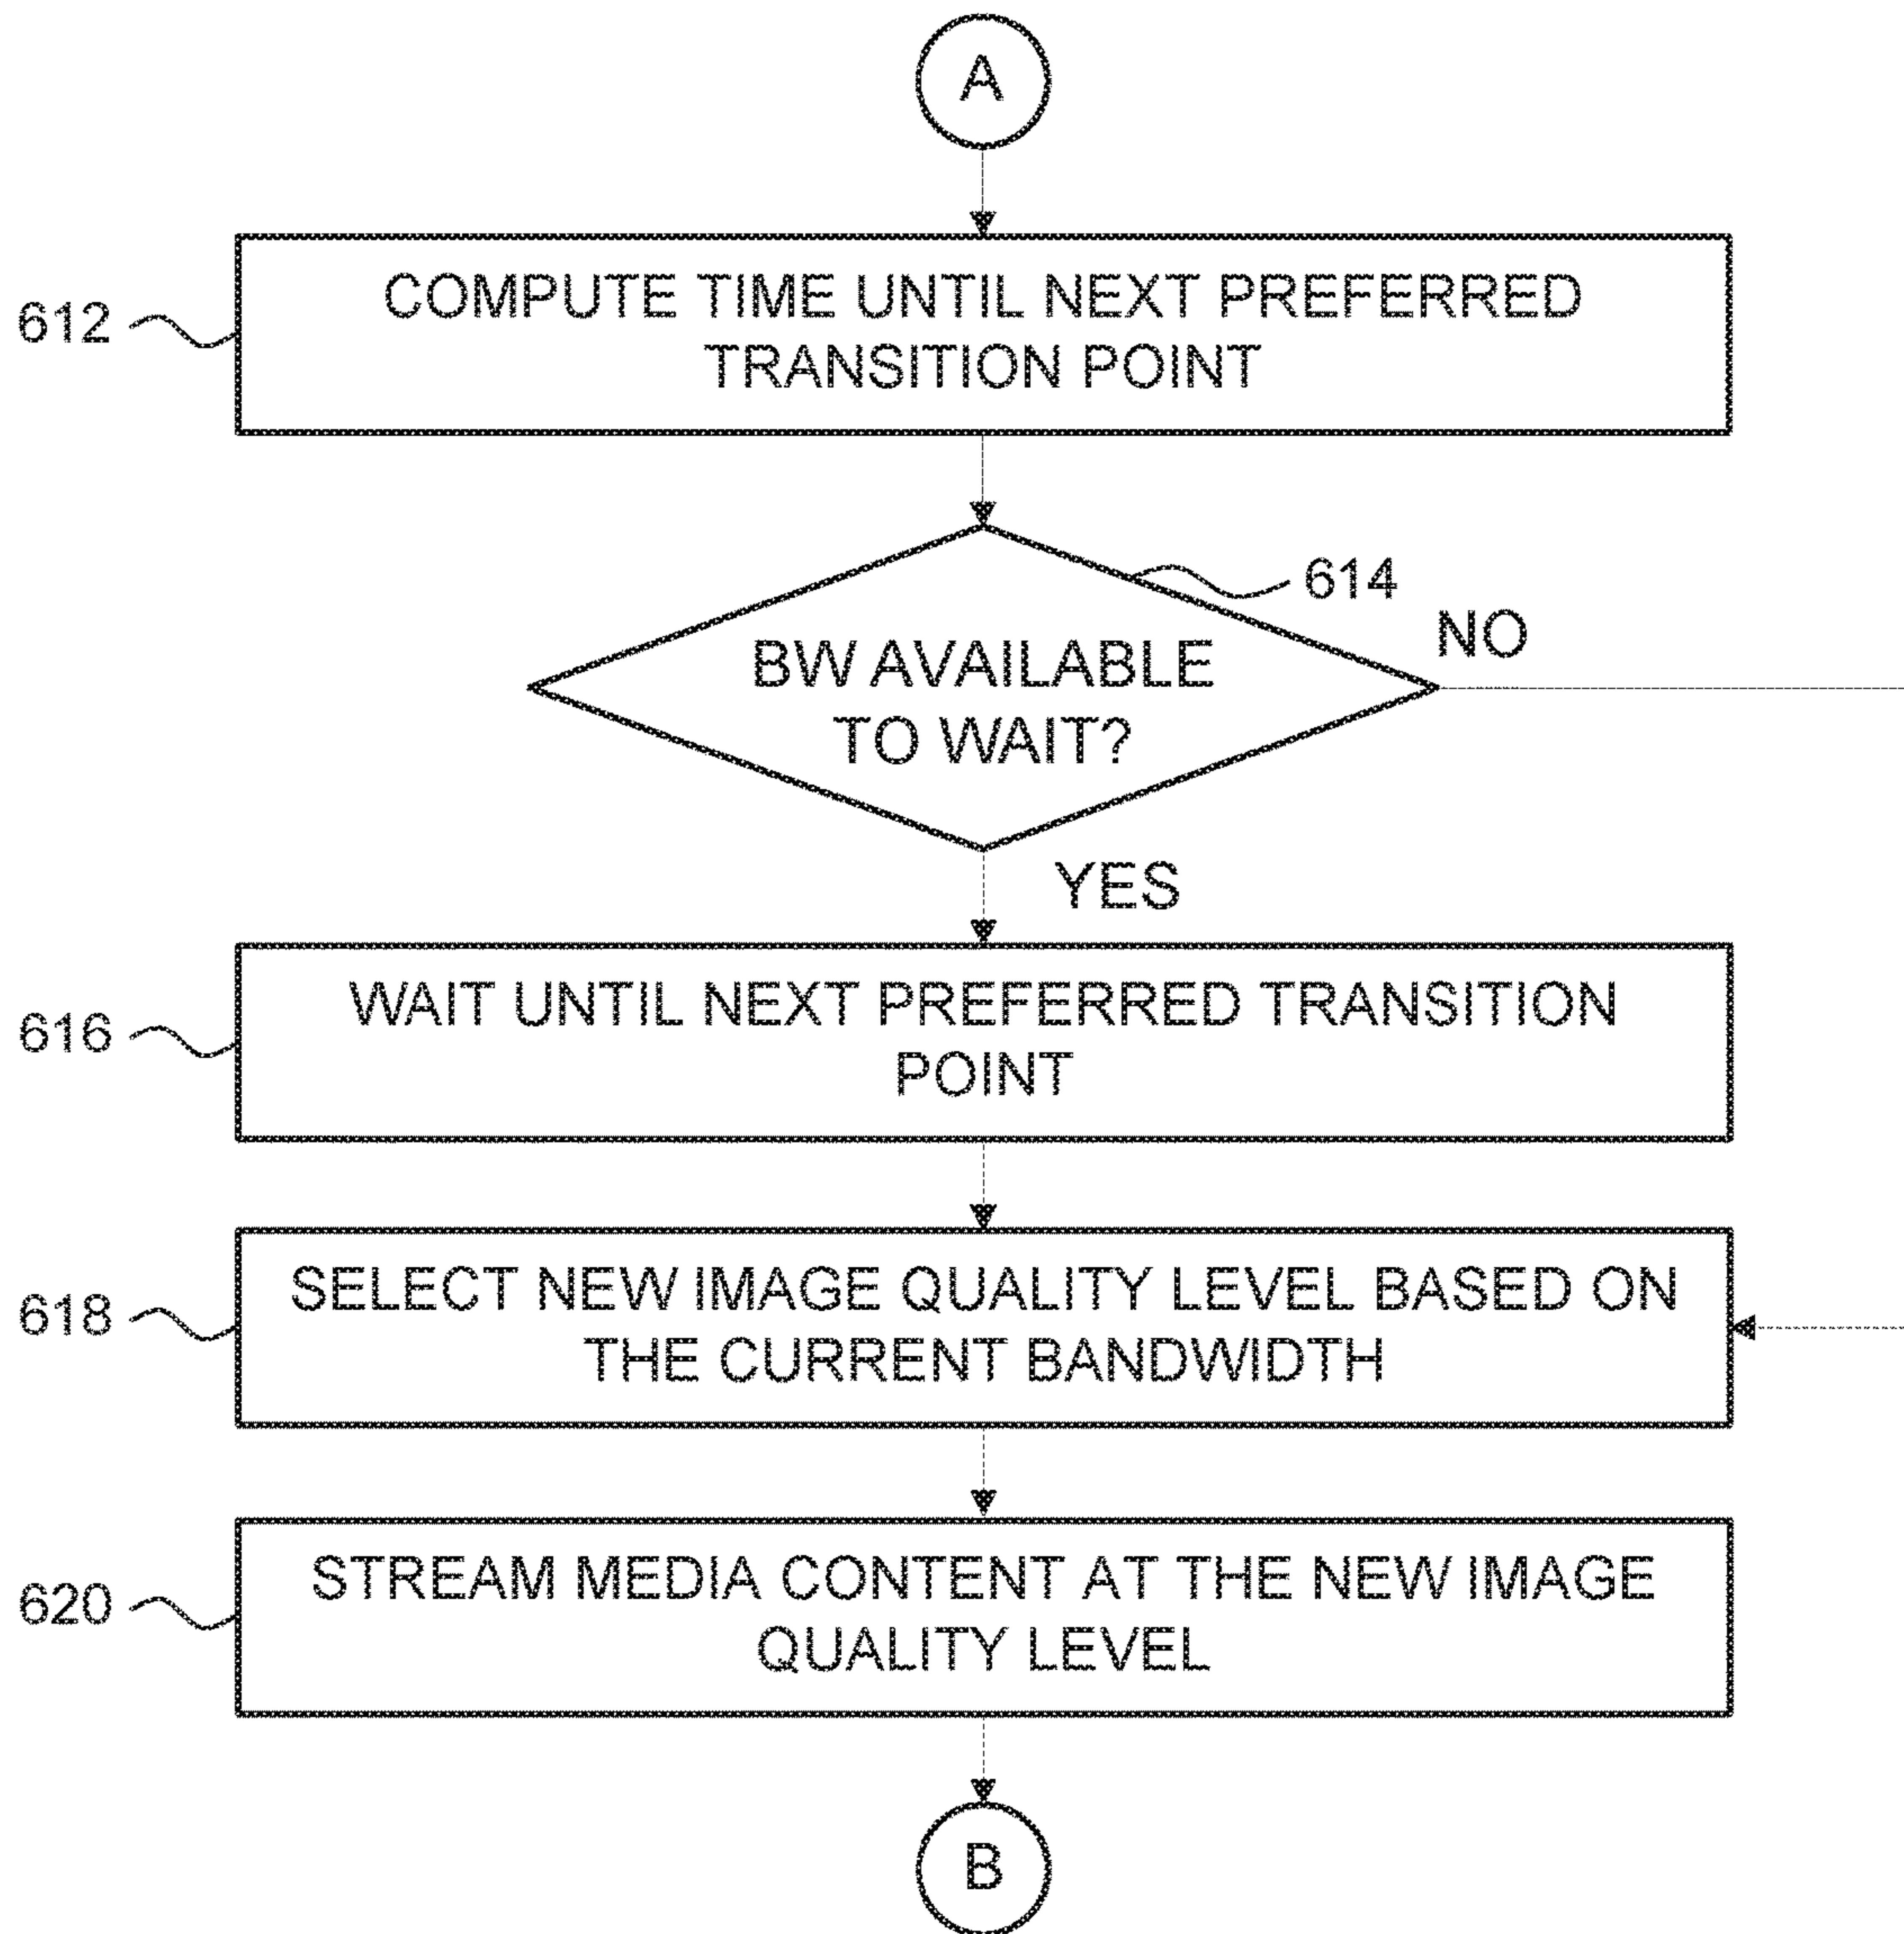 A
612
COMPUTE TIME UNTIL NEXT PREFERRED
TRANSITION POINT
614
NO
BW AVAILABLE
TO WAIT?
YES
616
WAIT UNTIL NEXT PREFERRED TRANSITION
POINT
618
SELECT NEW IMAGE QUALITY LEVEL BASED ON
THE CURRENT BANDWIDTH
620
STREAM MEDIA CONTENT AT THE NEW IMAGE
QUALITY LEVEL
B